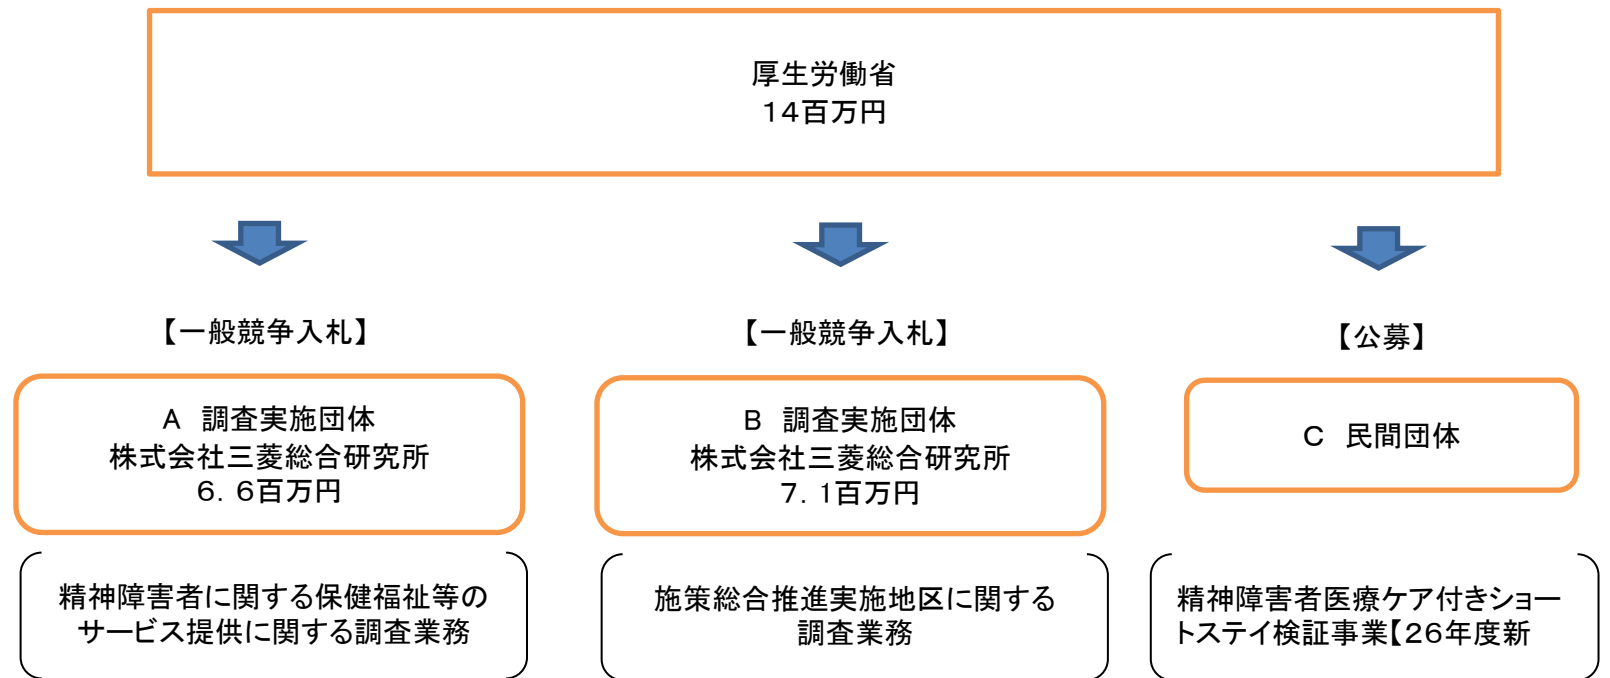 厚生労働省
14百万円
【一般競争入札】
【一般競争入札】
【公募】
A　調査実施団体
株式会社三菱総合研究所
6．6百万円
B　調査実施団体
株式会社三菱総合研究所
7．1百万円
C　民間団体
精神障害者に関する保健福祉等の
サービス提供に関する調査業務
施策総合推進実施地区に関する
調査業務
精神障害者医療ケア付きショー
トステイ検証事業【26年度新